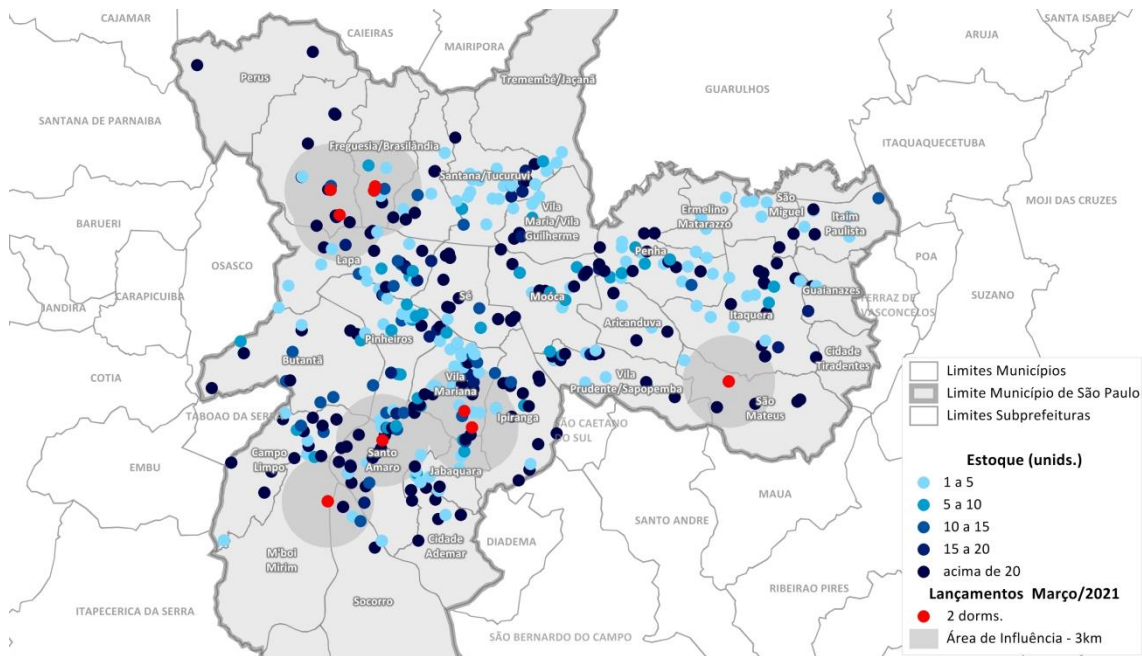 CAJAMAR
SANTA ISABEL
CAIEIRAS
ARUJA
MAIRIPORA
Perus
Tremembé/Jaçanã
GUARULHOS
SANTANA DE PARNAIBA
ITAQUAQUECETUBA
Freguesia/Brasilândia
Santana/Tucuruvi
São
Miguel
MOJI DAS CRUZES
Vila
Maria/Vila
Guilherme
Ermelino
Matarazzo
Itaim
Paulista
BARUERI
OSASCO
Lapa
Penha
POA
CARAPICUIBA
JANDIRA
Sé
Moóca
Guaianazes
SUZANO
FERRAZ DE
VASCONCELOS
Itaquera
Aricanduva
Pinheiros
Butantã
Cidade
Tiradentes
COTIA
Vila
Mariana
Vila
Prudente/Sapopemba
TABOAO DA SERRA
São
Mateus
Ipiranga
SÃO CAETANO
DO SUL
EMBU
Campo
Limpo
Santo
Amaro
Jabaquara
MAUA
SANTO ANDRE
Cidade
Ademar
DIADEMA
M'boi
Mirim
RIBEIRAO PIRES
ITAPECERICA DA SERRA
Socorro
SÃO BERNARDO DO CAMPO
Limites Municípios
Limite Município de São Paulo
Limites Subprefeituras
Estoque (unids.)
1 a 5
5 a 10
10 a 15
15 a 20
acima de 20
Lançamentos Março/2021
2 dorms.
Área de Influência - 3km